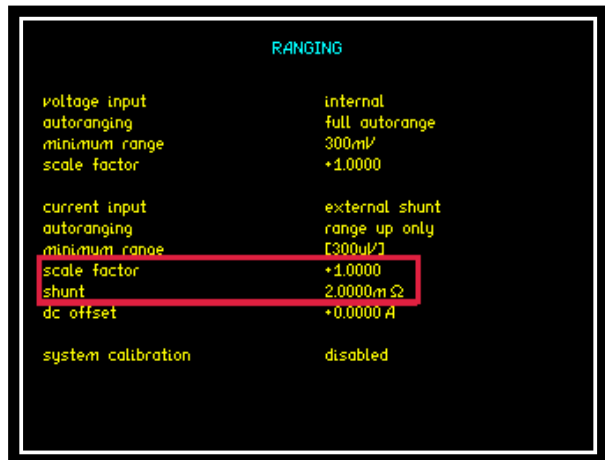 RANGING
voltage input internal
autoranging full autorange
minimum range 300mV
scale factor +1.0000
current input external shunt
autoranging range up only
minimum range [300uV]
scale factor +1.0000
shunt 2.0000m Ω
dc offset +0.0000 A
system calibration disabled